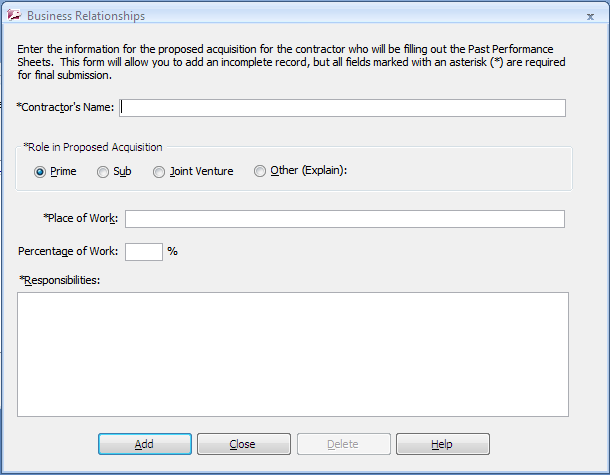 Business Relationships
x
Enter the information for the proposed acquisition for the contractor who will be filling out the Past Performance
Sheets.  This form will allow you to add an incomplete record, but all fields marked with an asterisk (*) are required
for final submission.
*Contractor's Name:
*Role in Proposed Acquisition
Prime Sub Joint Venture Other (Explain):
*Place of Work:
Percentage of Work: %
*Responsibilities:
Add Close Delete Help